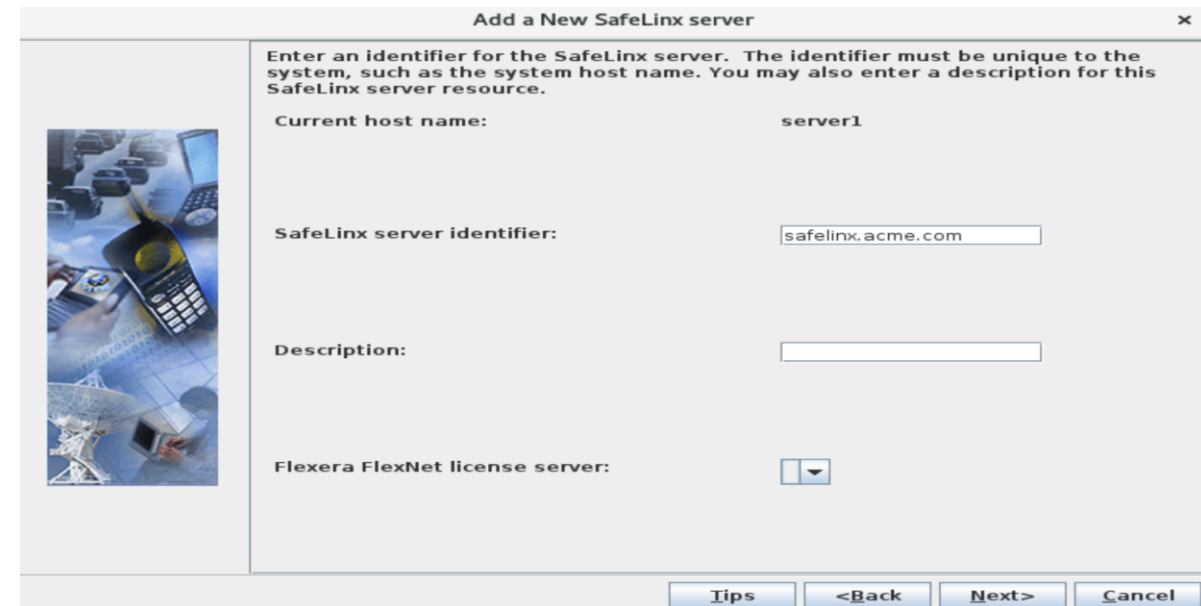 Add a New SafeLinx server ×
Enter an identifier for the SafeLinx server. The identifier must be unique to the
system, such as the system host name. You may also enter a description for this
SafeLinx server resource.
Current host name: server1
SafeLinx server identifier: safelinx.acme.com
Description:
Flexera FlexNet license server:
Tips <Back Next> Cancel